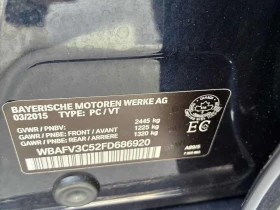 BAYERISCHE MOTOREN WERKE AG
03/2015 TYPE: PC / VT
GVWR / PNBV: 2445 kg
GAWR / PNBE: FRONT / AVANT 1225 kg
GAWR / PNBE: REAR / ARRIERE 1320 kg
WBAFV3C52FD686920
EC